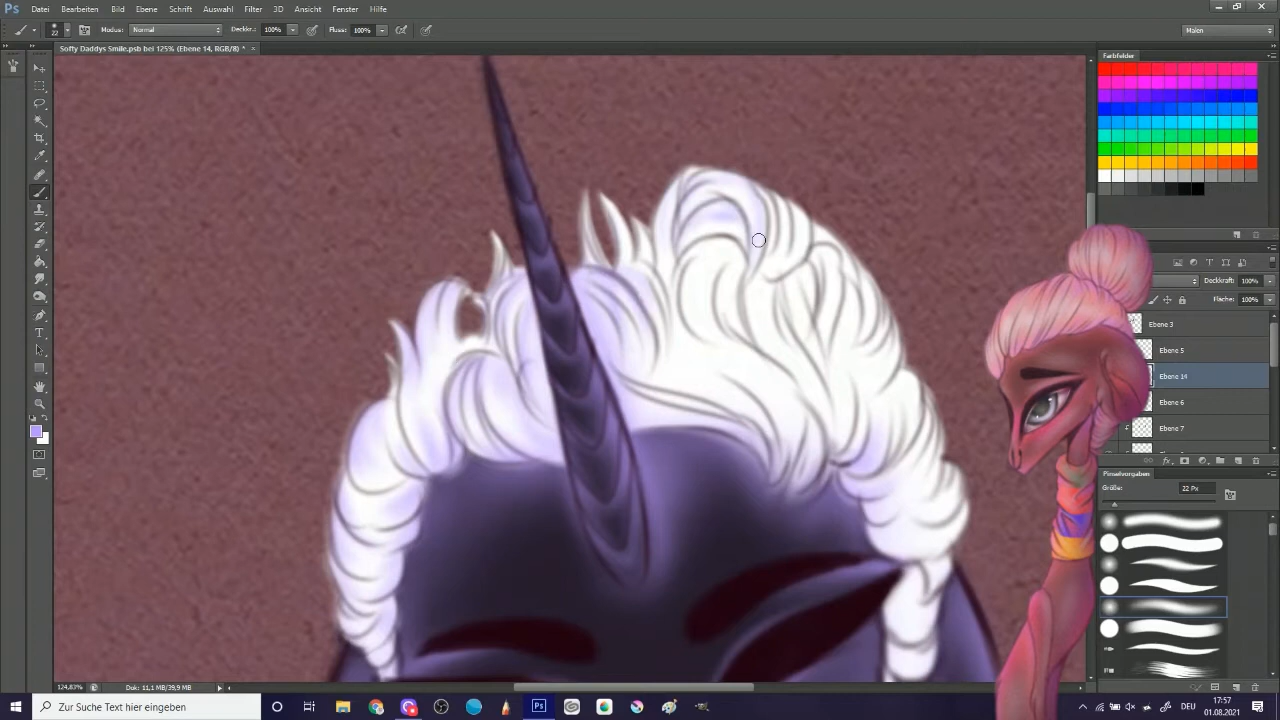 Ps Datei Bearbeiten Bild Ebene Schrift Auswahl Filter 3D Ansicht Fenster Hilfe
22 Modus: Normal Deckkr.: 100% Fluss: 100% Malen
Softy Daddys Smile.psb bei 125% (Ebene 14, RGB/8) * ×
Farbfelder
Deckkraft: 100%
Fläche: 100%
Ebene 3
Ebene 5
Ebene 14
Ebene 6
Ebene 7
Pinselvorgaben
Größe: 22 Px
124,83% Dok: 11,1 MB/39,9 MB
Zur Suche Text hier eingeben
Ps
DEU
17:57
01.08.2021